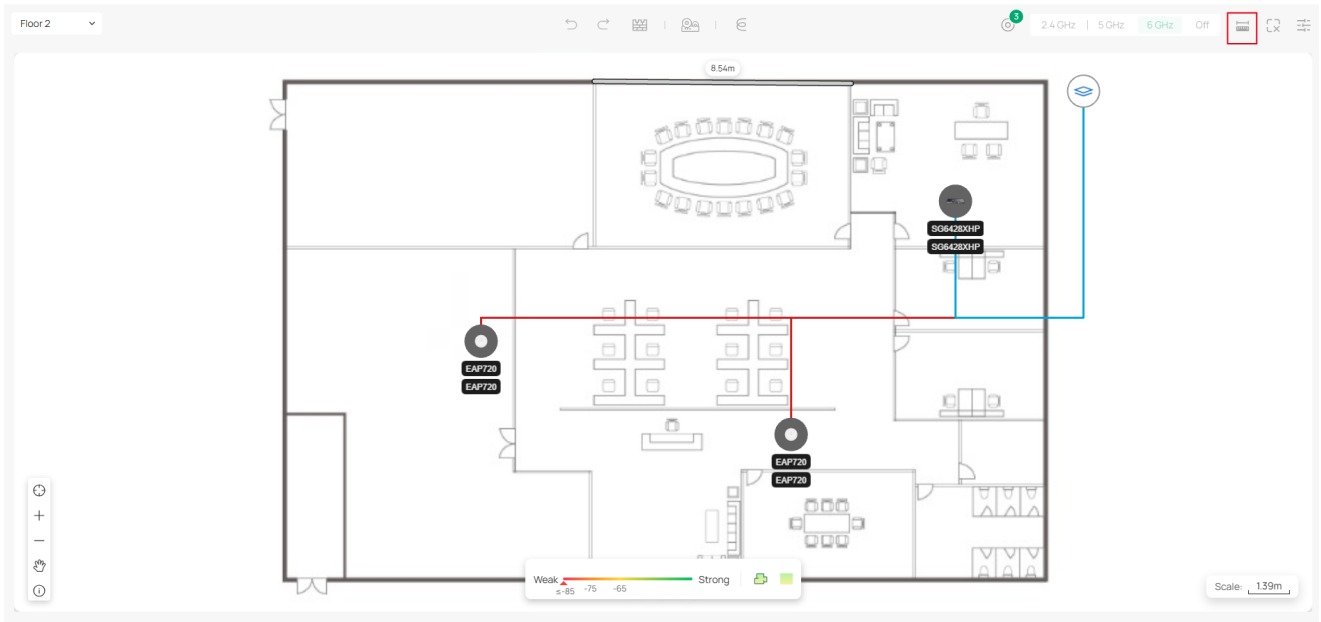 Floor 2
3
2.4 GHz
5 GHz
6 GHz
Off
8.54m
SG6428XHP
SG6428XHP
EAP720
EAP720
EAP720
EAP720
Weak
Strong
≤-85 -75 -65
Scale: 1.39m